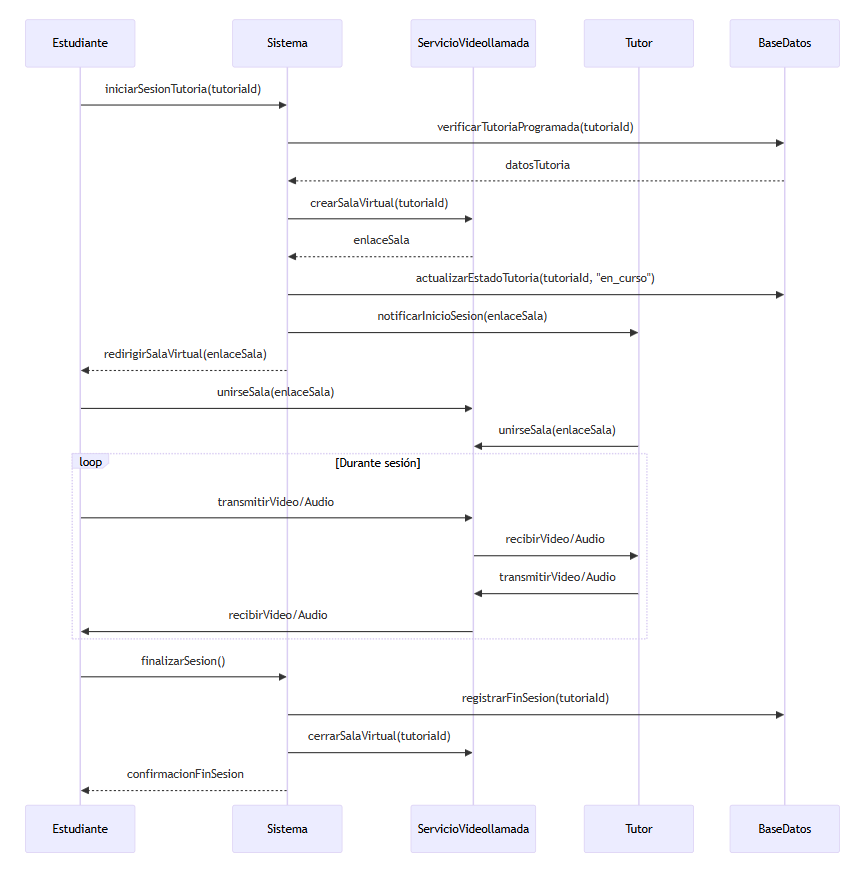 Estudiante Sistema ServicioVideollamada Tutor BaseDatos
iniciarSesionTutoria(tutoriaId)
verificarTutoriaProgramada(tutoriaId)
datosTutoria
crearSalaVirtual(tutoriaId)
enlaceSala
actualizarEstadoTutoria(tutoriaId, "en_curso")
notificarInicioSesion(enlaceSala)
redirigirSalaVirtual(enlaceSala)
unirseSala(enlaceSala)
unirseSala(enlaceSala)
loop [Durante sesión]
transmitirVideo/Audio
recibirVideo/Audio
transmitirVideo/Audio
recibirVideo/Audio
finalizarSesion()
registrarFinSesion(tutoriaId)
cerrarSalaVirtual(tutoriaId)
confirmacionFinSesion
Estudiante Sistema ServicioVideollamada Tutor BaseDatos